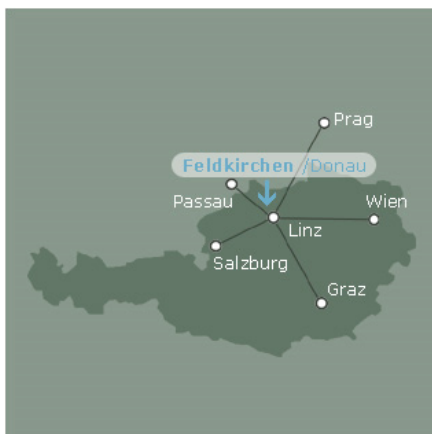 Prag
Feldkirchen /Donau
Passau
Wien
Linz
Salzburg
Graz